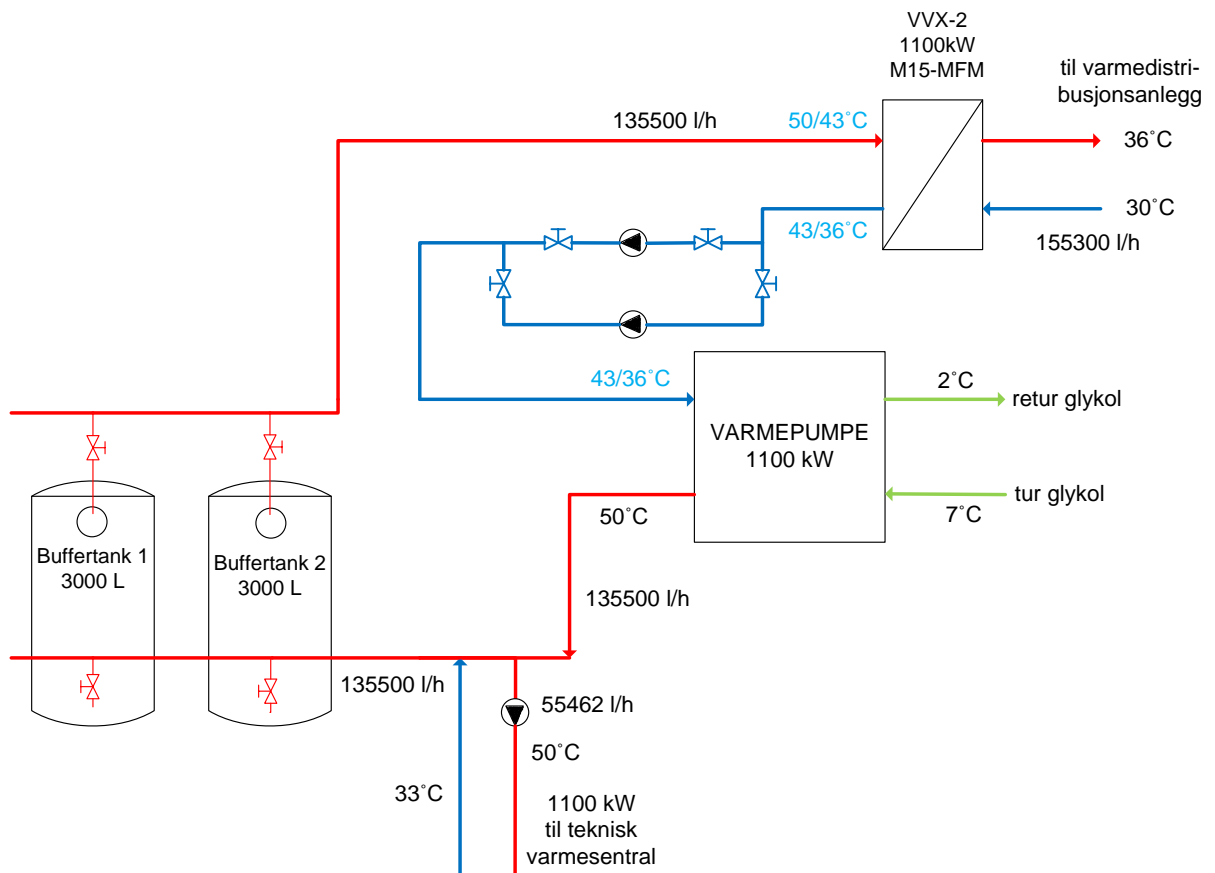 VVX-2
1100kW
M15-MFM
til varmedistri-
busjonsanlegg
135500 l/h
50/43˚C
36˚C
43/36˚C
30˚C
155300 l/h
43/36˚C
2˚C
retur glykol
VARMEPUMPE
1100 kW
50˚C
7˚C
tur glykol
Buffertank 1
3000 L
Buffertank 2
3000 L
135500 l/h
135500 l/h
55462 l/h
50˚C
33˚C
1100 kW
til teknisk
varmesentral